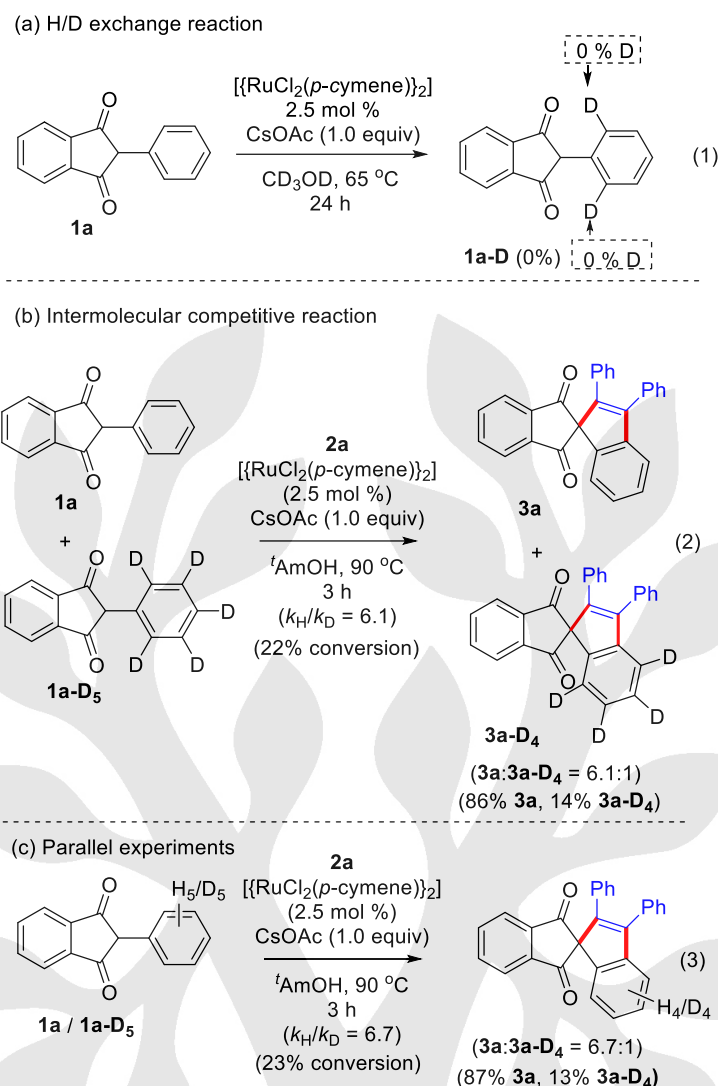 (a) H/D exchange reaction
0 % D
[{RuCl2(p-cymene)}2]
2.5 mol %
CsOAc (1.0 equiv)
CD3OD, 65 °C
24 h
O
O
1a
O
O
D
D
(1)
1a-D (0%)
0 % D
(b) Intermolecular competitive reaction
O
O
1a
+
O
O
D
D
D
D
D
1a-D5
2a
[{RuCl2(p-cymene)}2]
(2.5 mol %)
CsOAc (1.0 equiv)
tAmOH, 90 °C
3 h
(kH/kD = 6.1)
(22% conversion)
Ph
Ph
O
O
3a
+
(2)
Ph
Ph
O
O
D
D
D
D
3a-D4
(3a:3a-D4 = 6.1:1)
(86% 3a, 14% 3a-D4)
(c) Parallel experiments
O
O
H5/D5
1a / 1a-D5
2a
[{RuCl2(p-cymene)}2]
(2.5 mol %)
CsOAc (1.0 equiv)
tAmOH, 90 °C
3 h
(kH/kD = 6.7)
(23% conversion)
Ph
Ph
O
O
(3)
H4/D4
(3a:3a-D4 = 6.7:1)
(87% 3a, 13% 3a-D4)